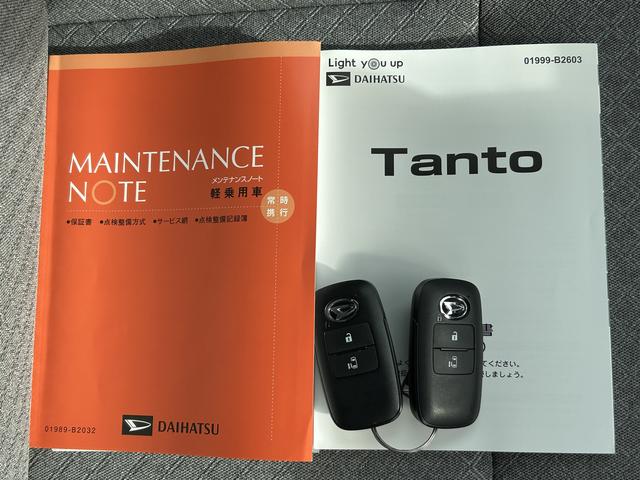 MAINTENANCE
NOTE
メンテナンスノート
軽乗用車
常時
携行
●保証書 ●点検整備方式 ●サービス網 ●点検整備記録簿
01989-B2032
DAIHATSU
Light you up
DAIHATSU
01999-B2603
Tanto
てください。
しましょう。